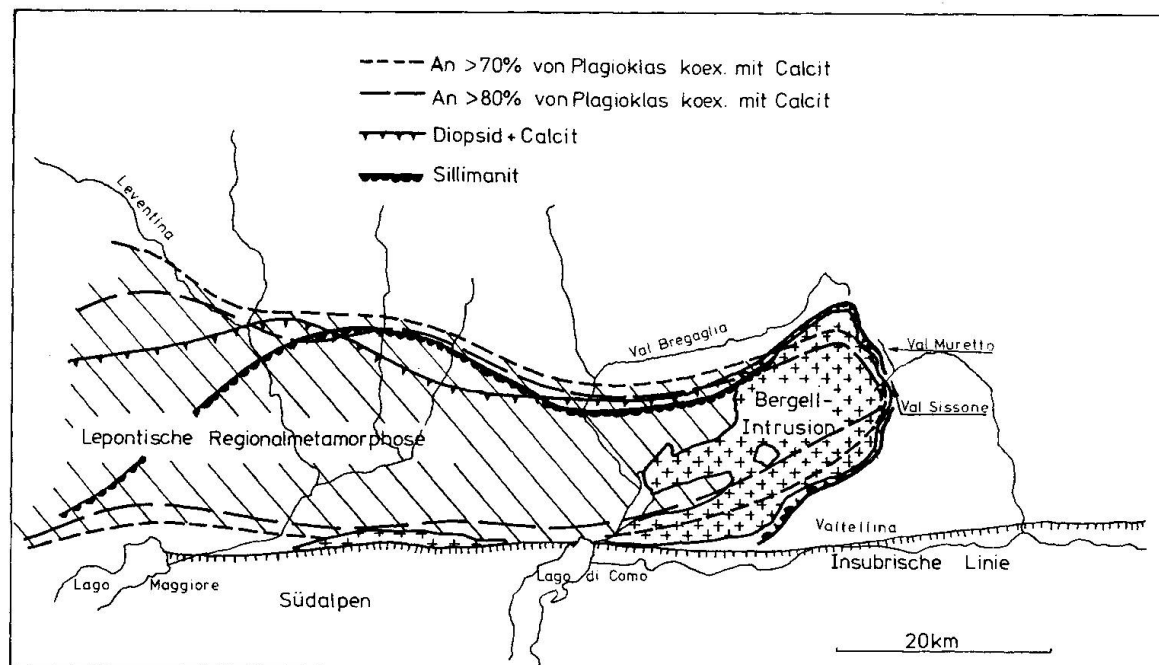 An >70% von Plagioklas koex. mit Calcit
An >80% von Plagioklas koex. mit Calcit
Diopsid + Calcit
Sillimanit
Leventina
Val Bregaglia
Val Muretto
Bergell-
Intrusion
Val Sissone
Lepontische Regionalmetamorphose
Valtellina
Insubrische Linie
Lago Maggiore
Lago di Como
Südalpen
20km